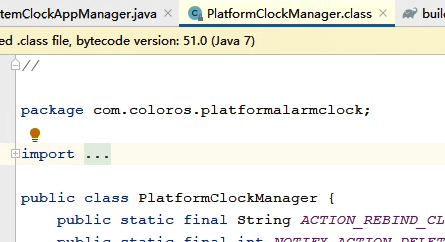 temClockAppManager.java × PlatformClockManager.class × buil
ed .class file, bytecode version: 51.0 (Java 7)
//
package com.coloros.platformalarmclock;
import ...
public class PlatformClockManager {
public static final String ACTION_REBIND_CL
public static final int NOTIFY_ACTION_DELET